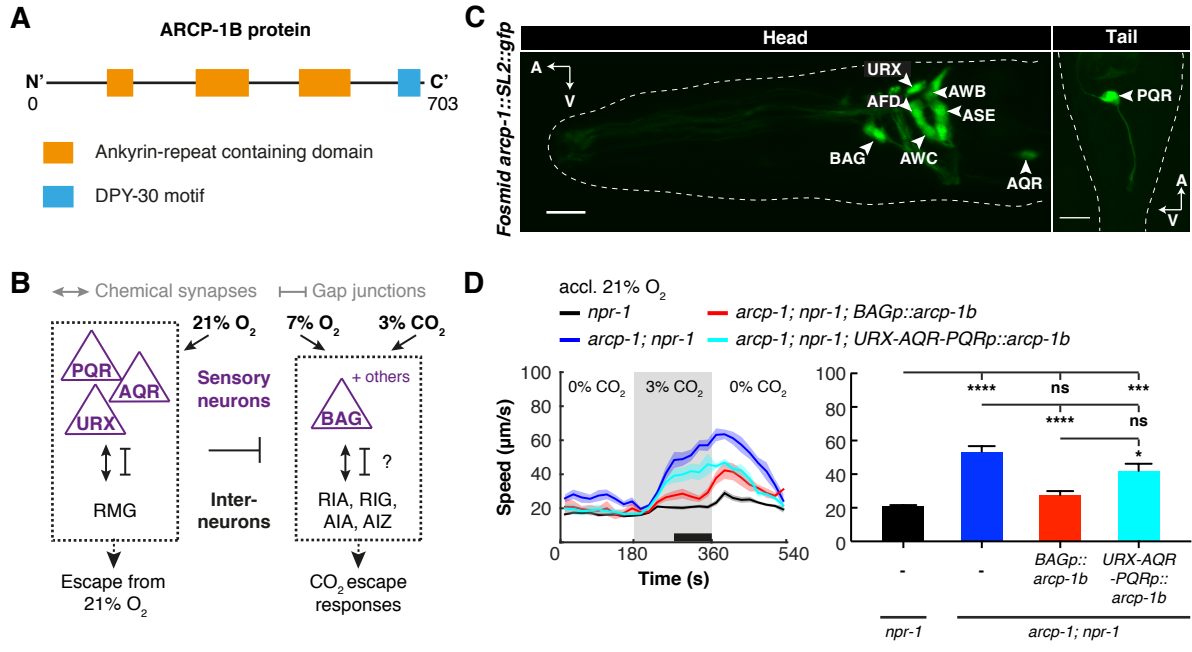 A
ARCP-1B protein
N’
C’
0
703
Ankyrin-repeat containing domain
DPY-30 motif
B
Chemical synapses
Gap junctions
21% O2
7% O2
3% CO2
PQR
AQR
URX
Sensory
neurons
+ others
BAG
?
RMG
Inter-
neurons
RIA, RIG,
AIA, AIZ
Escape from
21% O2
CO2 escape
responses
C
Fosmid arcp-1::SL2::gfp
Head
Tail
A
V
URX
AWB
AFD
ASE
BAG
AWC
AQR
PQR
A
V
D
accl. 21% O2
npr-1
arcp-1; npr-1; BAGp::arcp-1b
arcp-1; npr-1
arcp-1; npr-1; URX-AQR-PQRp::arcp-1b
Speed (µm/s)
100
80
60
40
20
0% CO2
3% CO2
0% CO2
0
180
360
540
Time (s)
100
80
60
40
20
0
****
ns
***
****
ns
*
-
-
BAGp::
arcp-1b
URX-AQR
-PQRp::
arcp-1b
npr-1
arcp-1; npr-1